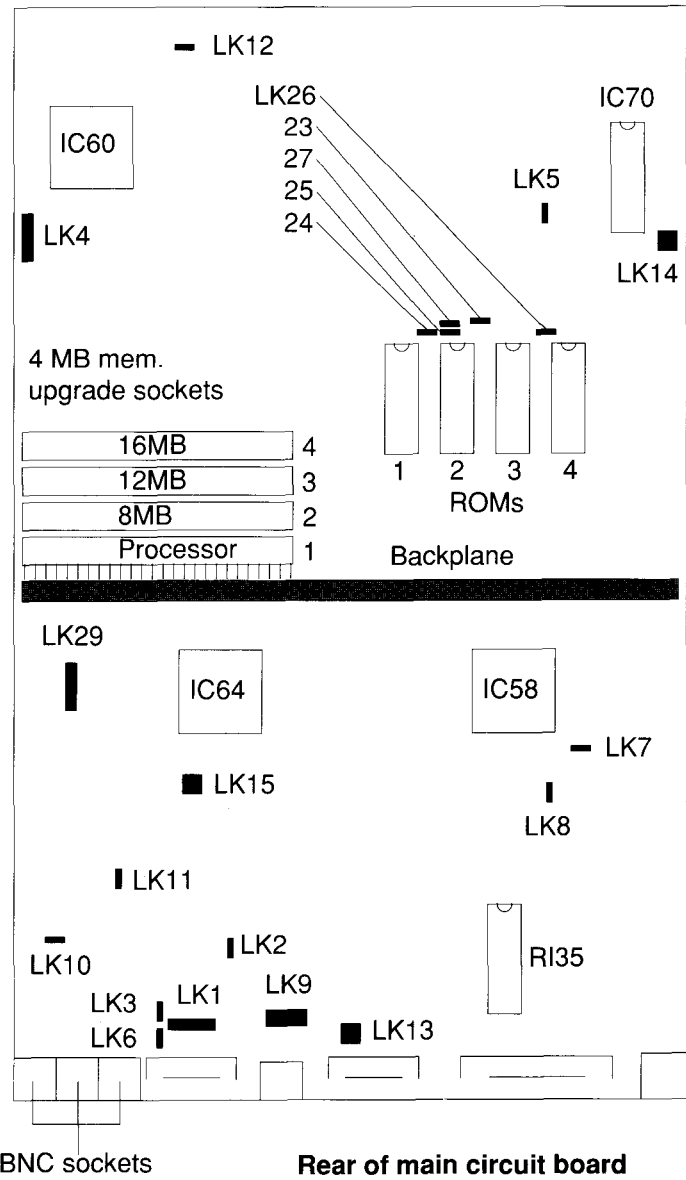 LK12
LK26
IC70
23
IC60
27
LK5
25
24
LK4
LK14
4 MB mem.
upgrade sockets
16MB 4
12MB 3
8MB 2
Processor 1
1 2 3 4
ROMs
Backplane
LK29
IC64
IC58
LK7
LK15
LK8
LK11
LK2
RI35
LK10
LK3
LK1
LK9
LK6
LK13
BNC sockets
Rear of main circuit board